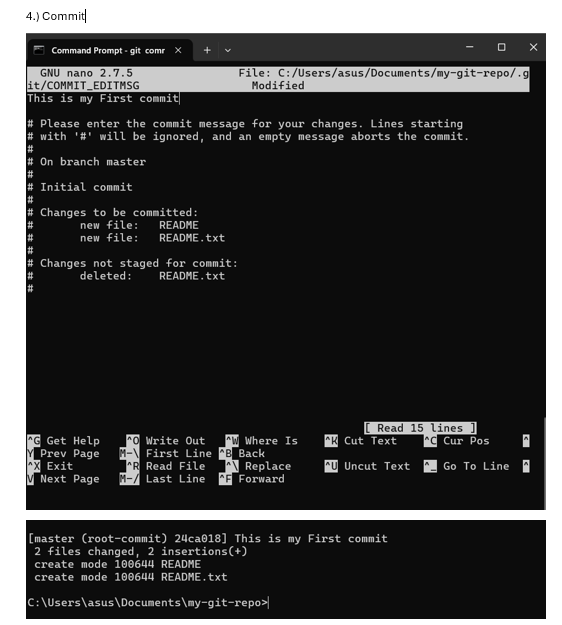 4.) Commit
Command Prompt - git comr
GNU nano 2.7.5 File: C:/Users/asus/Documents/my-git-repo/.g
it/COMMIT_EDITMSG Modified
This is my First commit
# Please enter the commit message for your changes. Lines starting
# with '#' will be ignored, and an empty message aborts the commit.
#
# On branch master
#
# Initial commit
#
# Changes to be committed:
# new file: README
# new file: README.txt
#
# Changes not staged for commit:
# deleted: README.txt
#
[ Read 15 lines ]
^G Get Help ^O Write Out ^W Where Is ^K Cut Text ^C Cur Pos ^
Y Prev Page M-\ First Line ^B Back
^X Exit ^R Read File ^\ Replace ^U Uncut Text ^_ Go To Line ^
V Next Page M-/ Last Line ^F Forward
[master (root-commit) 24ca018] This is my First commit
2 files changed, 2 insertions(+)
create mode 100644 README
create mode 100644 README.txt
C:\Users\asus\Documents\my-git-repo>